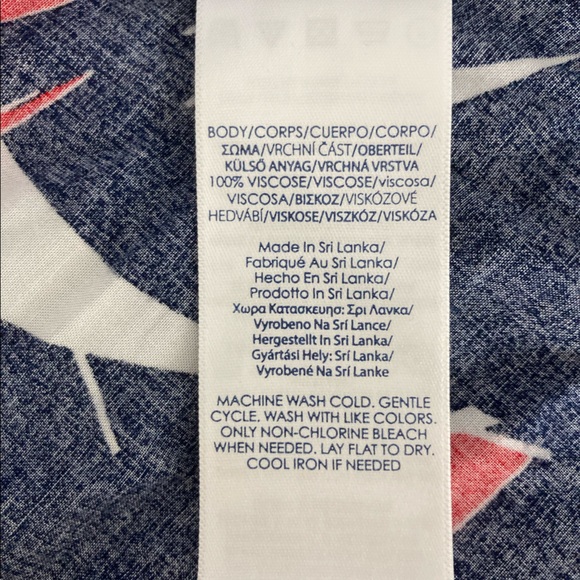 BODY/CORPS/CUERPO/CORPO/
ΣΩΜΑ/VRCHNÍ ČÁST/OBERTEIL/
KÜLSŐ ANYAG/VRCHNÁ VRSTVA
100% VISCOSE/VISCOSE/viscosa/
VISCOSA/ΒΙΣΚΟΖ/VISKÓZOVÉ
HEDVÁBÍ/VISKOSE/VISZKÓZ/VISKÓZA
Made In Sri Lanka/
Fabriqué Au Sri Lanka/
Hecho En Sri Lanka/
Prodotto In Sri Lanka/
Χωρα Κατασκευησ: Σρι Λανκα/
Vyrobeno Na Srí Lance/
Hergestellt In Sri Lanka/
Gyártási Hely: Srí Lanka/
Vyrobené Na Srí Lanke
MACHINE WASH COLD. GENTLE
CYCLE. WASH WITH LIKE COLORS.
ONLY NON-CHLORINE BLEACH
WHEN NEEDED. LAY FLAT TO DRY.
COOL IRON IF NEEDED